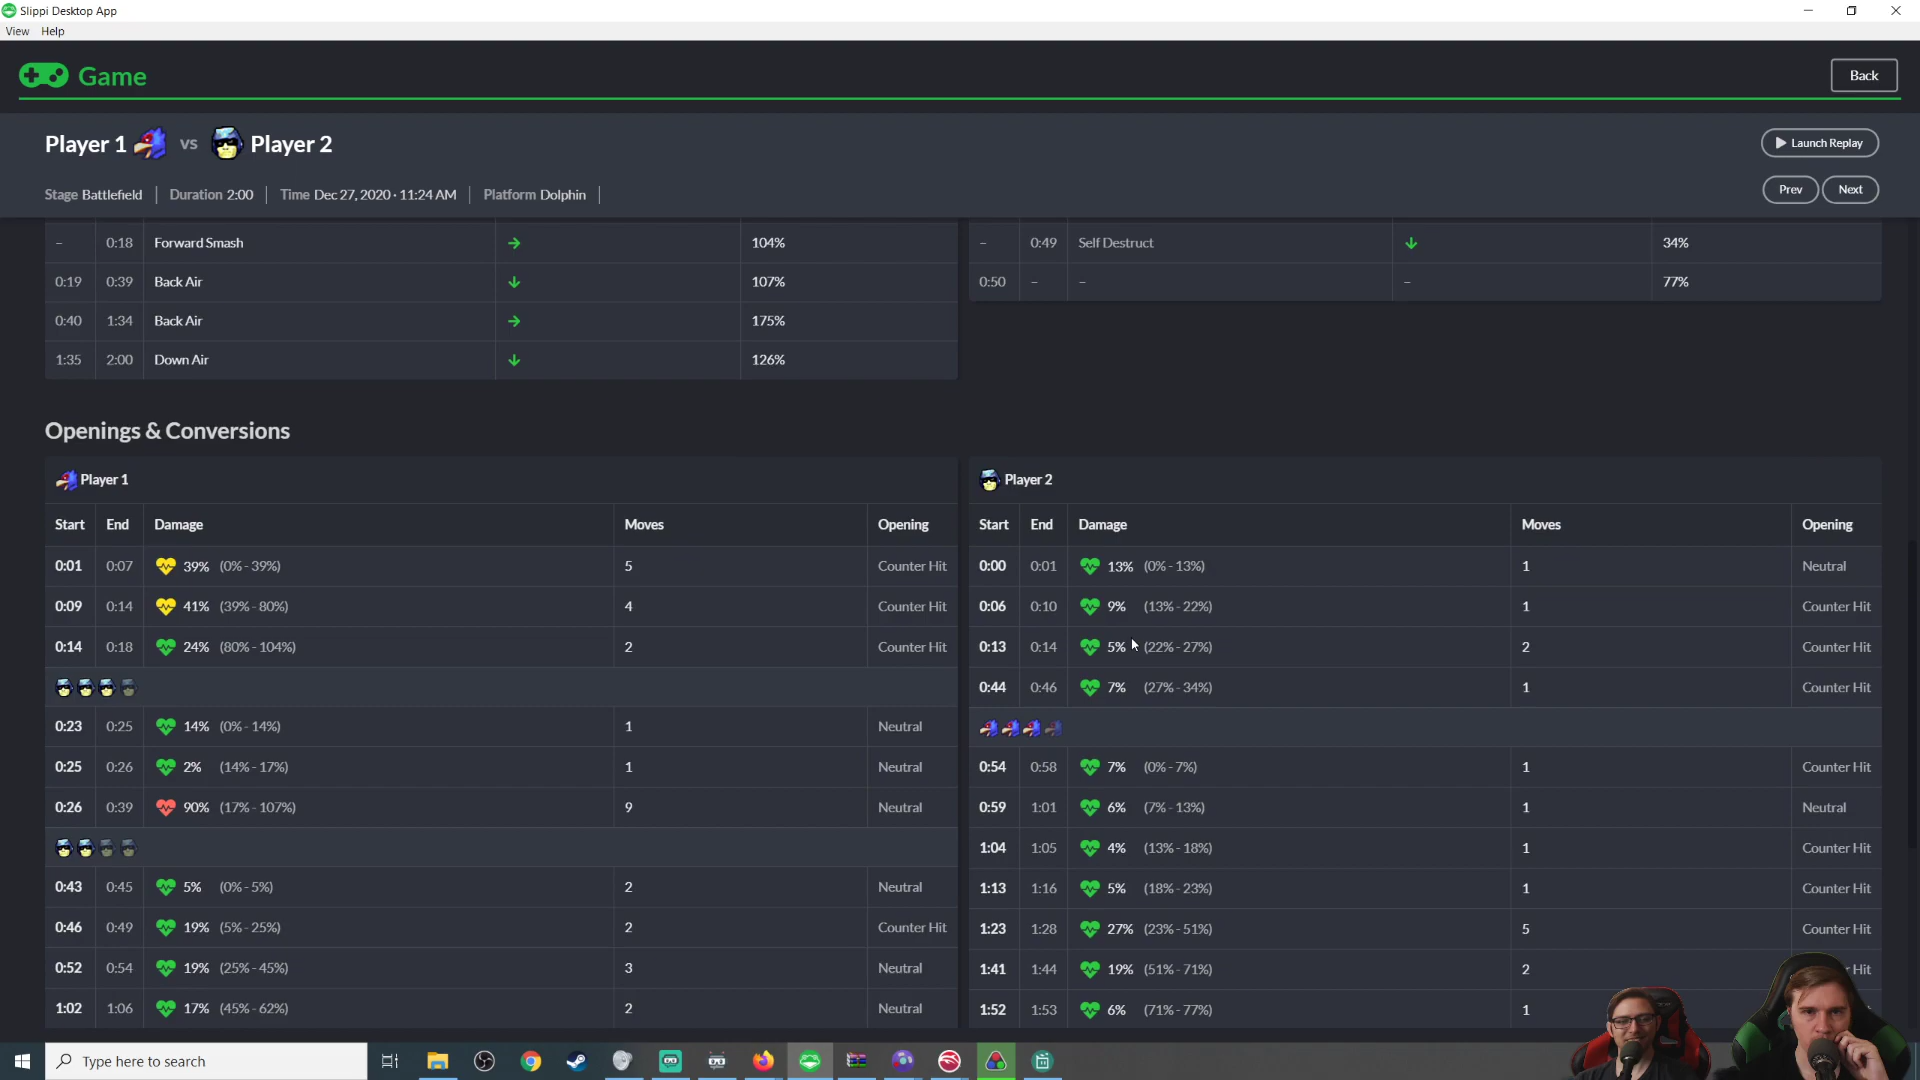 Slippi Desktop App
View Help
Game
Back
Player 1 vs Player 2
Launch Replay
Stage Battlefield Duration 2:00 Time Dec 27, 2020 · 11:24 AM Platform Dolphin
Prev Next
– 0:18 Forward Smash 104%
0:19 0:39 Back Air 107%
0:40 1:34 Back Air 175%
1:35 2:00 Down Air 126%
– 0:49 Self Destruct 34%
0:50 – – – 77%
Openings & Conversions
Player 1
Start End Damage Moves Opening
0:01 0:07 39% (0% - 39%) 5 Counter Hit
0:09 0:14 41% (39% - 80%) 4 Counter Hit
0:14 0:18 24% (80% - 104%) 2 Counter Hit
0:23 0:25 14% (0% - 14%) 1 Neutral
0:25 0:26 2% (14% - 17%) 1 Neutral
0:26 0:39 90% (17% - 107%) 9 Neutral
0:43 0:45 5% (0% - 5%) 2 Neutral
0:46 0:49 19% (5% - 25%) 2 Counter Hit
0:52 0:54 19% (25% - 45%) 3 Neutral
1:02 1:06 17% (45% - 62%) 2 Neutral
Player 2
Start End Damage Moves Opening
0:00 0:01 13% (0% - 13%) 1 Neutral
0:06 0:10 9% (13% - 22%) 1 Counter Hit
0:13 0:14 5% (22% - 27%) 2 Counter Hit
0:44 0:46 7% (27% - 34%) 1 Counter Hit
0:54 0:58 7% (0% - 7%) 1 Counter Hit
0:59 1:01 6% (7% - 13%) 1 Neutral
1:04 1:05 4% (13% - 18%) 1 Counter Hit
1:13 1:16 5% (18% - 23%) 1 Counter Hit
1:23 1:28 27% (23% - 51%) 5 Counter Hit
1:41 1:44 19% (51% - 71%) 2 Hit
1:52 1:53 6% (71% - 77%) 1
Type here to search